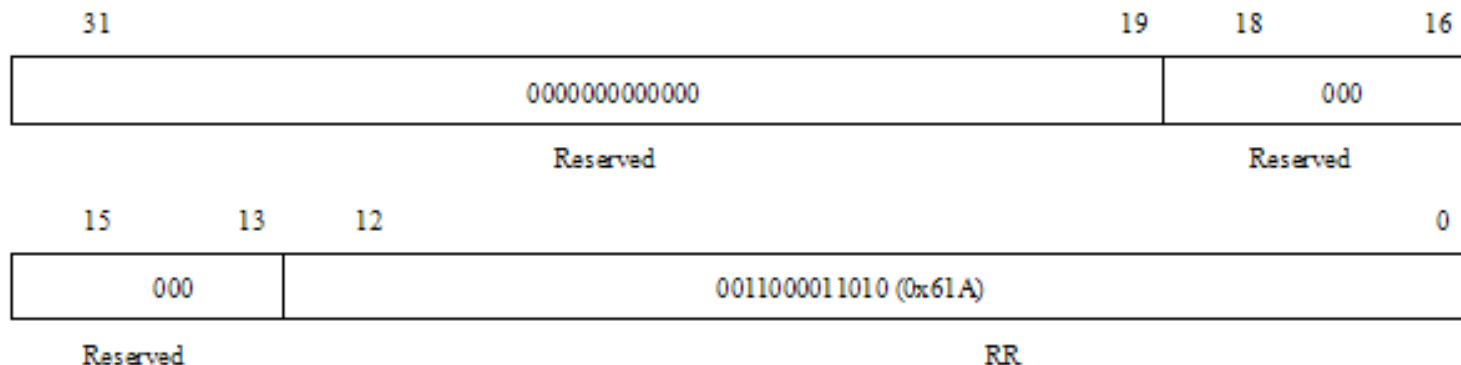 31 19 18 16
0000000000000 000
Reserved Reserved
15 13 12 0
000 0011000011010 (0x61A)
Reserved RR